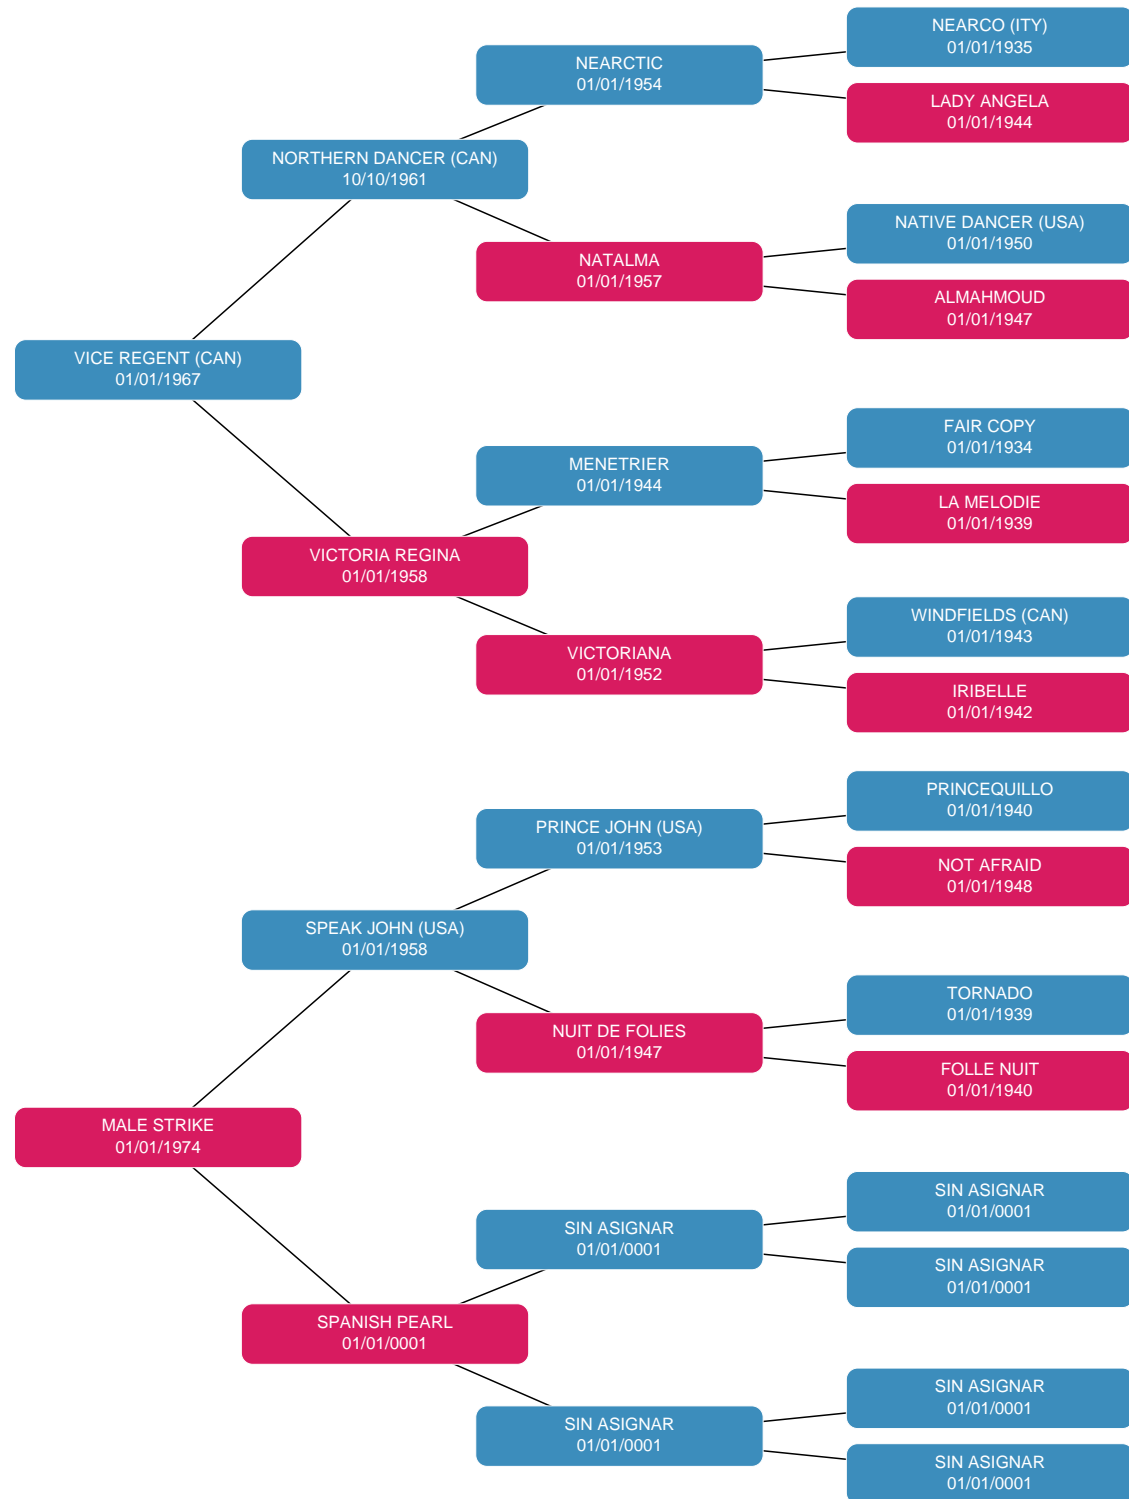 NEARCO (ITY)
01/01/1935
NEARCTIC
01/01/1954
LADY ANGELA
01/01/1944
NORTHERN DANCER (CAN)
10/10/1961
NATIVE DANCER (USA)
01/01/1950
NATALMA
01/01/1957
ALMAHMOUD
01/01/1947
VICE REGENT (CAN)
01/01/1967
FAIR COPY
01/01/1934
MENETRIER
01/01/1944
LA MELODIE
01/01/1939
VICTORIA REGINA
01/01/1958
WINDFIELDS (CAN)
01/01/1943
VICTORIANA
01/01/1952
IRIBELLE
01/01/1942
PRINCEQUILLO
01/01/1940
PRINCE JOHN (USA)
01/01/1953
NOT AFRAID
01/01/1948
SPEAK JOHN (USA)
01/01/1958
TORNADO
01/01/1939
NUIT DE FOLIES
01/01/1947
FOLLE NUIT
01/01/1940
MALE STRIKE
01/01/1974
SIN ASIGNAR
01/01/0001
SIN ASIGNAR
01/01/0001
SIN ASIGNAR
01/01/0001
SPANISH PEARL
01/01/0001
SIN ASIGNAR
01/01/0001
SIN ASIGNAR
01/01/0001
SIN ASIGNAR
01/01/0001